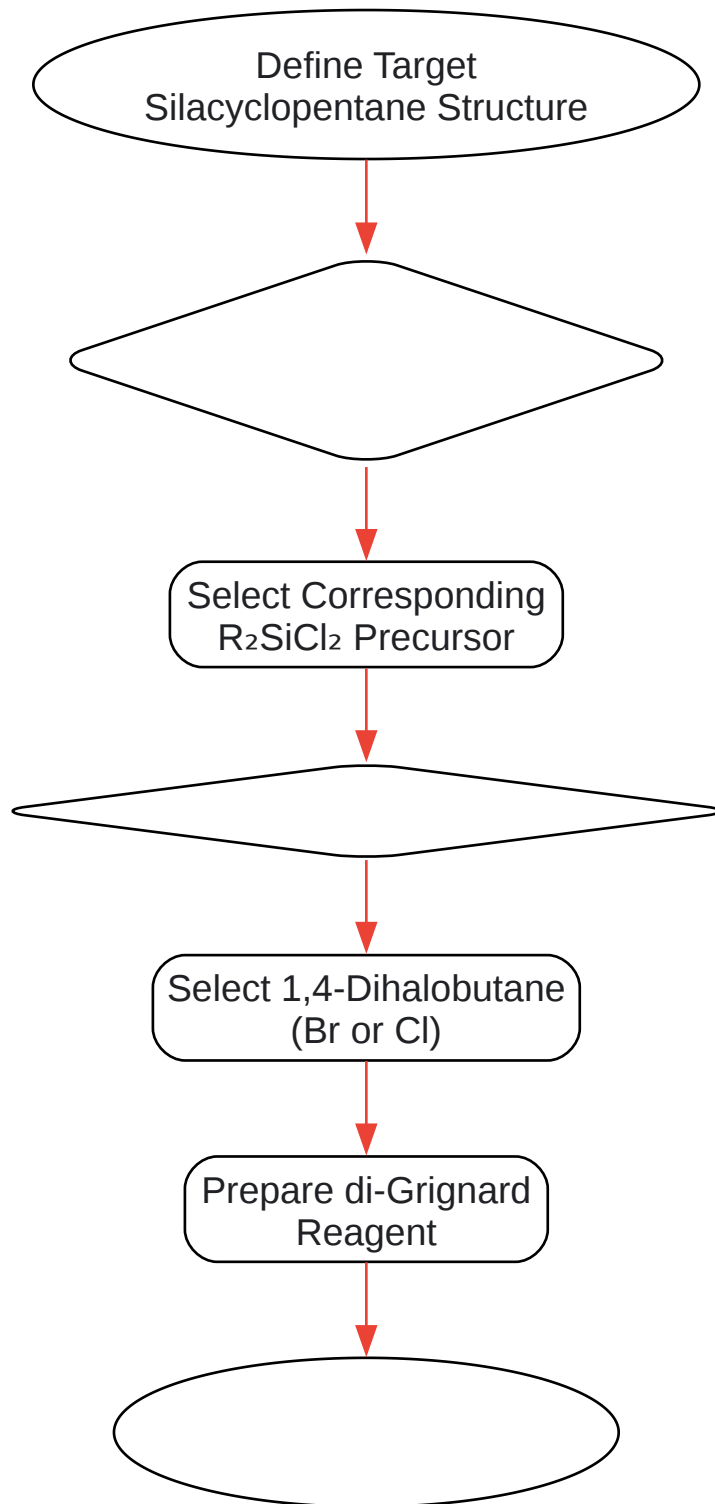 Define Target
Silacyclopentane Structure
Select Corresponding
R₂SiCl₂ Precursor
Select 1,4-Dihalobutane
(Br or Cl)
Prepare di-Grignard
Reagent